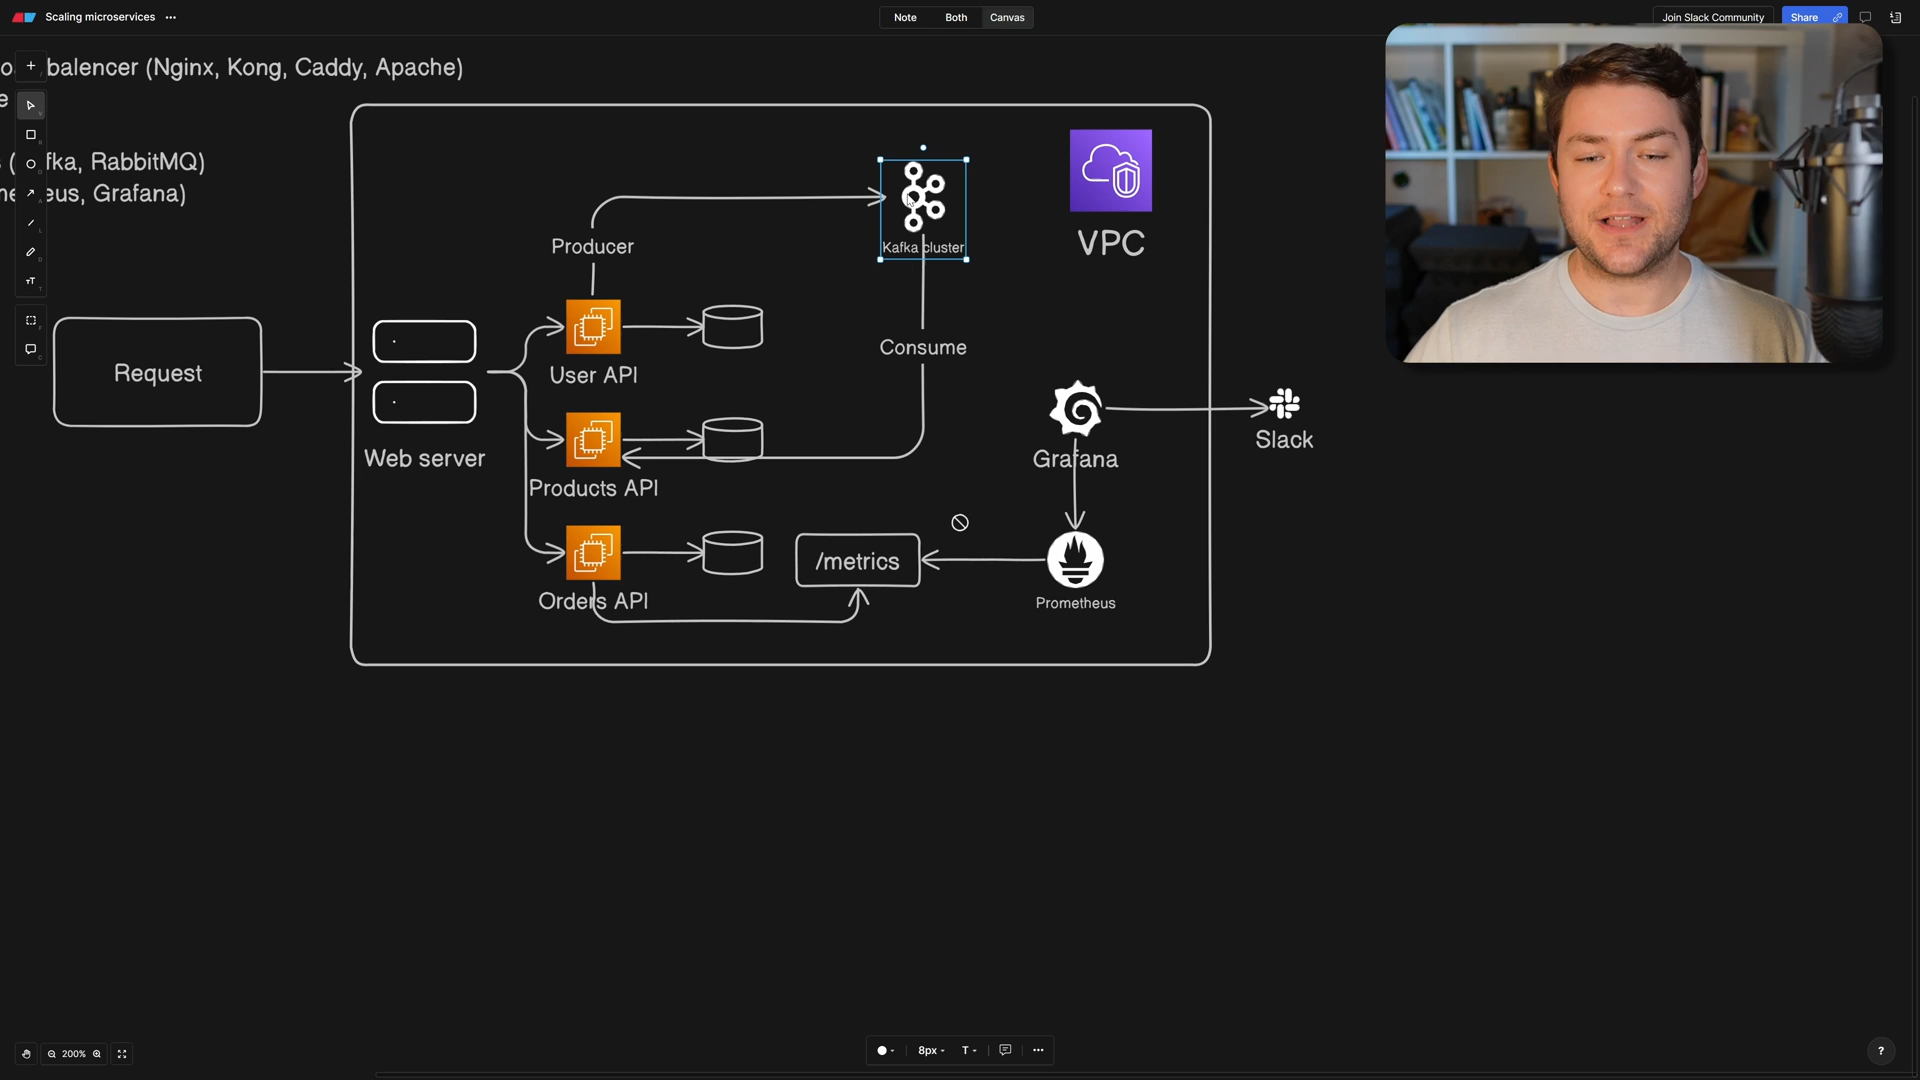 Scaling microservices
Note
Both
Canvas
Join Slack Community
Share
balencer (Nginx, Kong, Caddy, Apache)
e
fka, RabbitMQ)
eus, Grafana)
Request
Web server
Producer
User API
Products API
Orders API
Kafka cluster
Consume
/metrics
VPC
Grafana
Prometheus
Slack
200%
8px
T
?